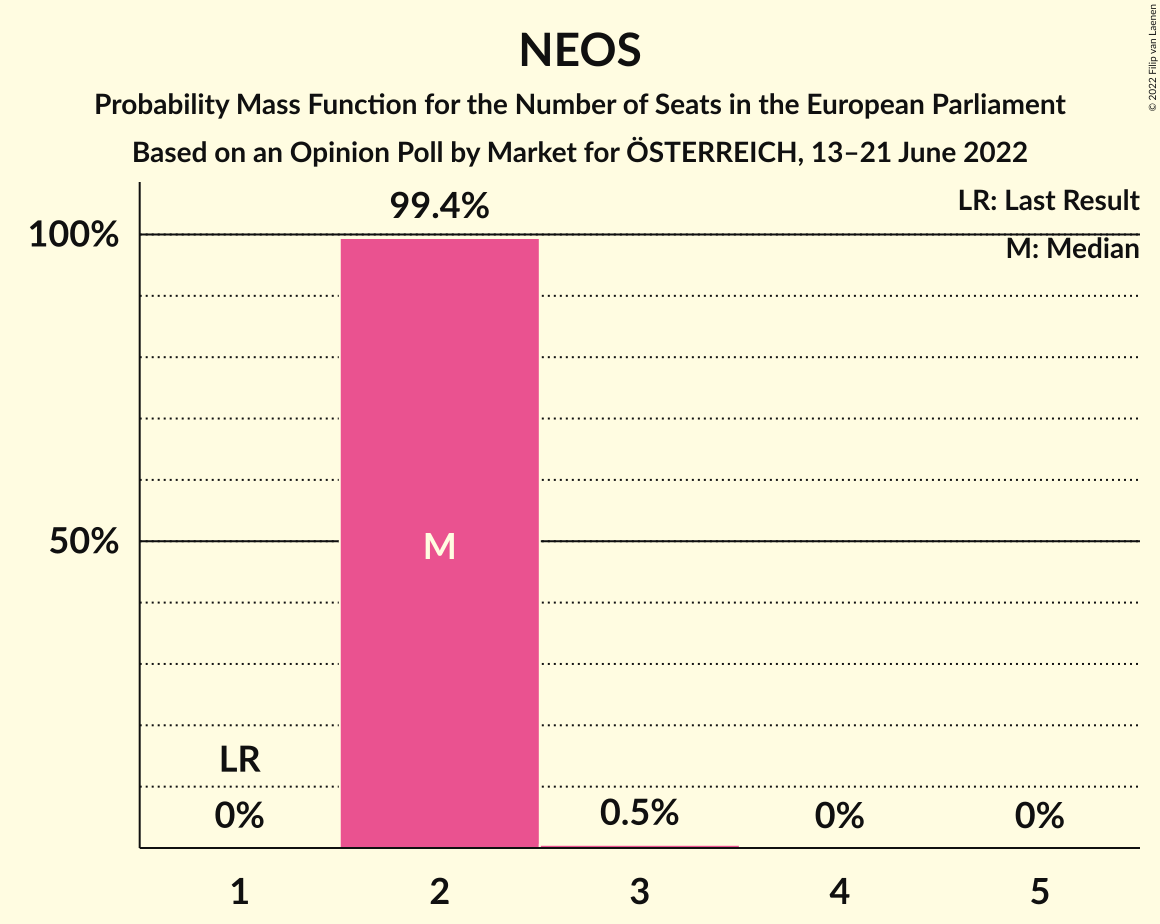 NEOS
Probability Mass Function for the Number of Seats in the European Parliament
Based on an Opinion Poll by Market for ÖSTERREICH, 13–21 June 2022
© 2022 Filip van Laenen
LR: Last Result
M: Median
99.4%
100%
50%
M
LR
0%
0.5%
0%
0%
1 2 3 4 5